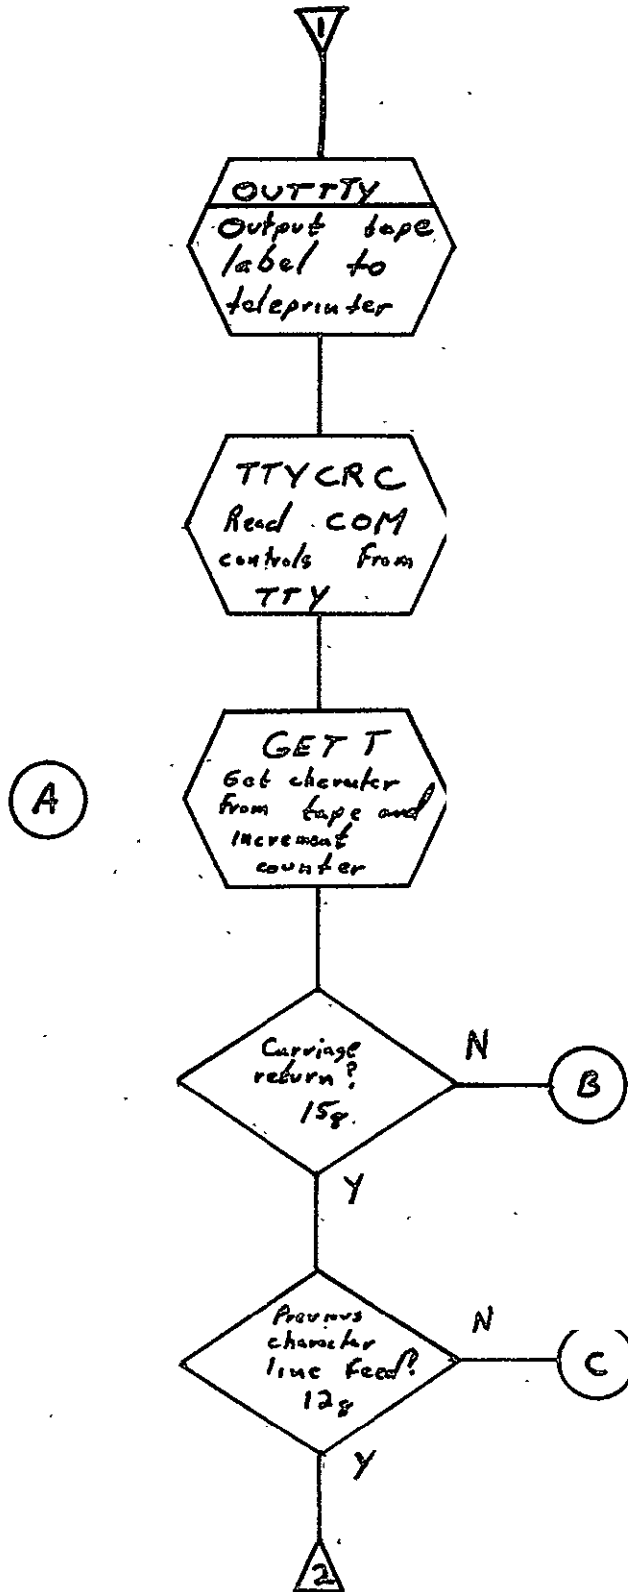 1
OUTTTY
Output tape
label to
teleprinter
TTYCRC
Read COM
controls from
TTY
A
GETT
Get character
from tape and
increment
counter
Carriage
return?
15₈
N
B
Y
Previous
character
line feed?
12₈
N
C
Y
2